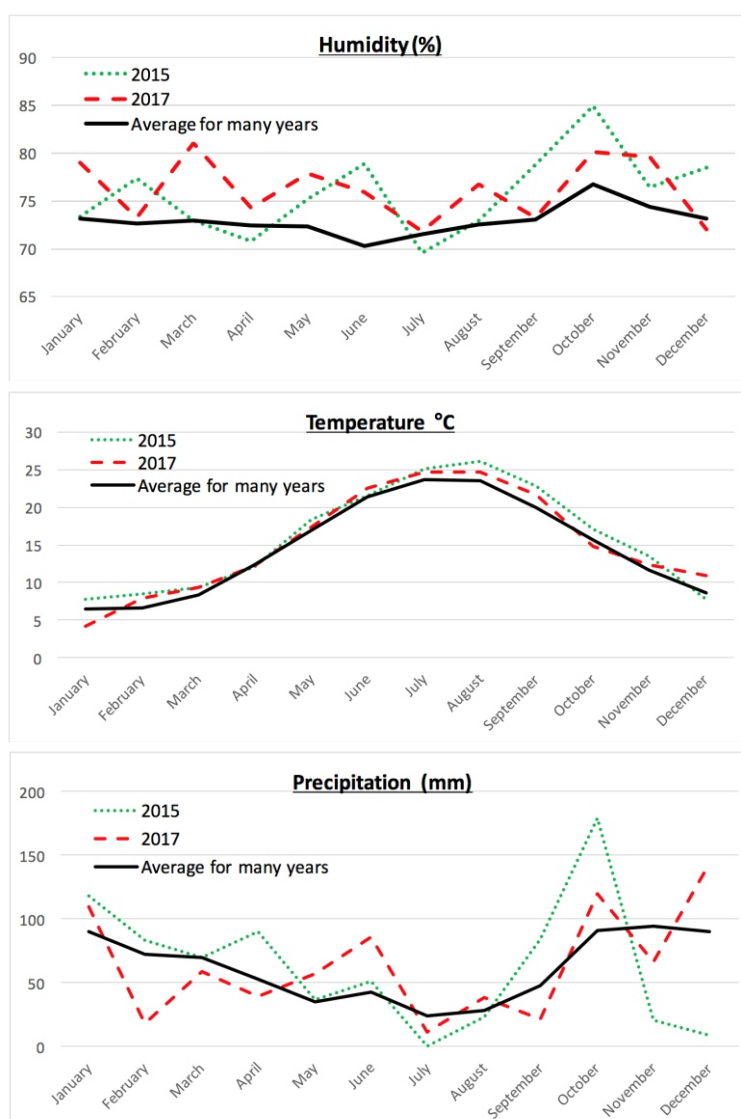 Humidity (%)
90
85
80
75
70
65
2015
2017
Average for many years
January
February
March
April
May
June
July
August
September
October
November
December
Temperature °C
30
25
20
15
10
5
0
2015
2017
Average for many years
January
February
March
April
May
June
July
August
September
October
November
December
Precipitation (mm)
200
150
100
50
0
2015
2017
Average for many years
January
February
March
April
May
June
July
August
September
October
November
December